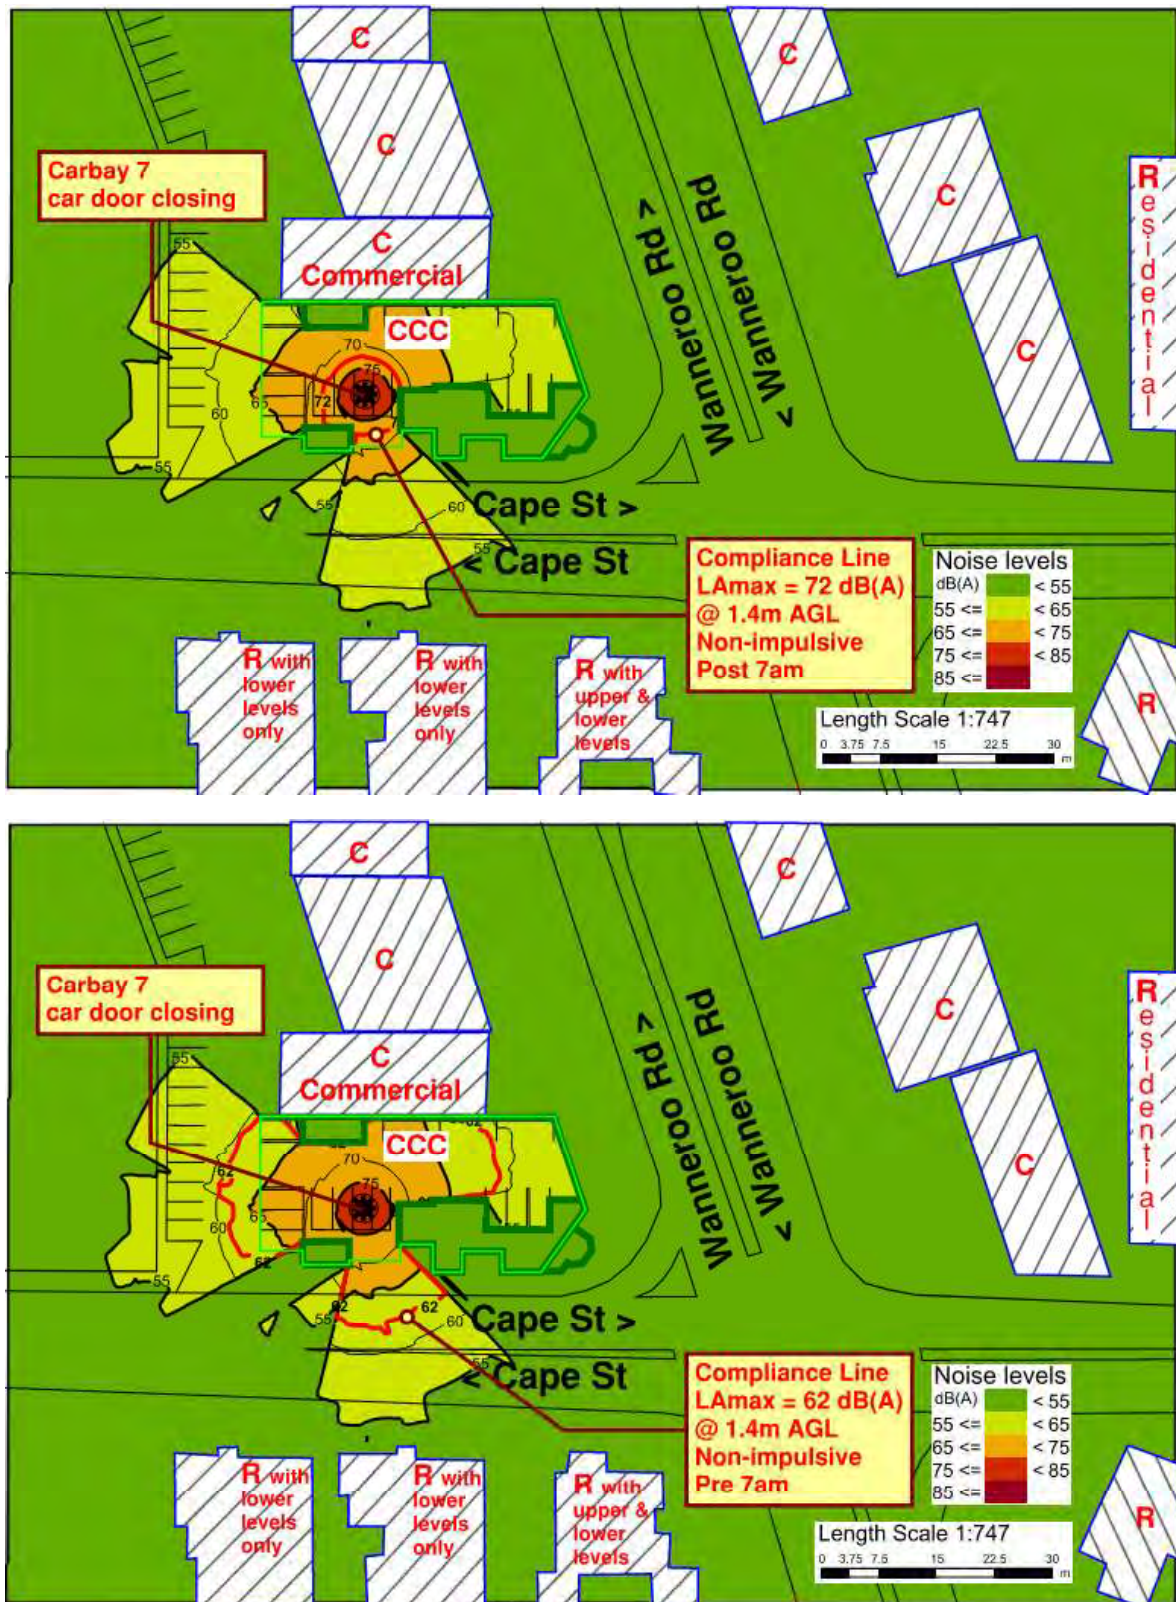 C
C
C
Carbay 7
car door closing
C
R
esidential
C
Commercial
Wanneroo Rd >
< Wanneroo Rd
55
CCC
C
70
75
65
72
60
55
55
60
Cape St >
55
< Cape St
Compliance Line
LAmax = 72 dB(A)
@ 1.4m AGL
Non-impulsive
Post 7am
Noise levels
dB(A)
< 55
55 <= < 65
65 <= < 75
75 <= < 85
85 <=
R with
lower
levels
only
R with
lower
levels
only
R with
upper &
lower
levels
R
Length Scale 1:747
0 3.75 7.5 15 22.5 30
m
C
C
C
Carbay 7
car door closing
C
R
esidential
C
Commercial
Wanneroo Rd >
< Wanneroo Rd
55
CCC
C
70
62
75
65
60
62
55
62
55
60
Cape St >
55
< Cape St
Compliance Line
LAmax = 62 dB(A)
@ 1.4m AGL
Non-impulsive
Pre 7am
Noise levels
dB(A)
< 55
55 <= < 65
65 <= < 75
75 <= < 85
85 <=
R with
lower
levels
only
R with
lower
levels
only
R with
upper &
lower
levels
R
Length Scale 1:747
0 3.75 7.5 15 22.5 30
m